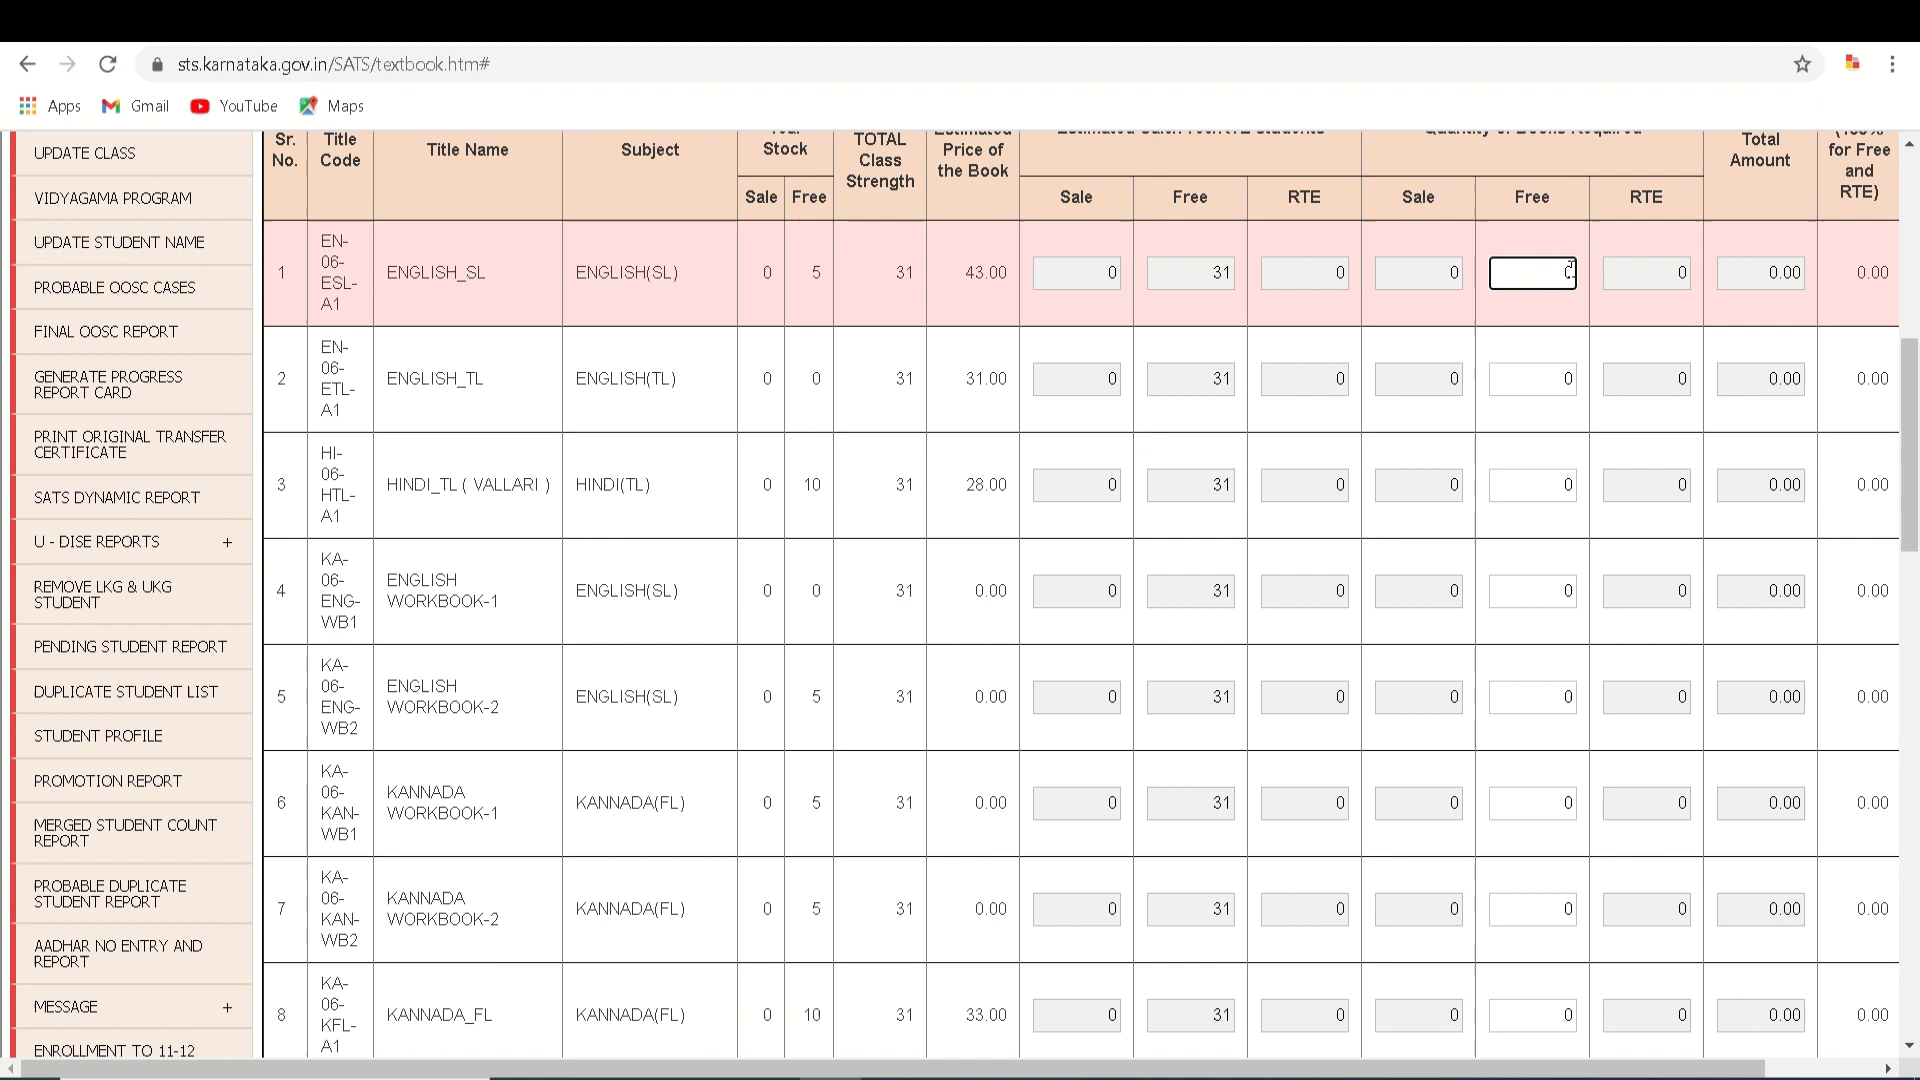 sts.karnataka.gov.in/SATS/textbook.htm#
Apps Gmail YouTube Maps
UPDATE CLASS
VIDYAGAMA PROGRAM
UPDATE STUDENT NAME
PROBABLE OOSC CASES
FINAL OOSC REPORT
GENERATE PROGRESS
REPORT CARD
PRINT ORIGINAL TRANSFER
CERTIFICATE
SATS DYNAMIC REPORT
U - DISE REPORTS +
REMOVE LKG & UKG
STUDENT
PENDING STUDENT REPORT
DUPLICATE STUDENT LIST
STUDENT PROFILE
PROMOTION REPORT
MERGED STUDENT COUNT
REPORT
PROBABLE DUPLICATE
STUDENT REPORT
AADHAR NO ENTRY AND
REPORT
MESSAGE +
ENROLLMENT TO 11-12
Sr.
No.
Title
Code
Title Name
Subject
Stock
Sale Free
TOTAL
Class
Strength
Estimated
Price of
the Book
Sale Free RTE
Quantity of Books Required
Sale Free RTE
Total
Amount
(100%
for Free
and
RTE)
1 EN-
06-
ESL-
A1 ENGLISH_SL ENGLISH(SL) 0 5 31 43.00 0 31 0 0 0 0 0.00 0.00
2 EN-
06-
ETL-
A1 ENGLISH_TL ENGLISH(TL) 0 0 31 31.00 0 31 0 0 0 0 0.00 0.00
3 HI-
06-
HTL-
A1 HINDI_TL ( VALLARI ) HINDI(TL) 0 10 31 28.00 0 31 0 0 0 0 0.00 0.00
4 KA-
06-
ENG-
WB1 ENGLISH
WORKBOOK-1 ENGLISH(SL) 0 0 31 0.00 0 31 0 0 0 0 0.00 0.00
5 KA-
06-
ENG-
WB2 ENGLISH
WORKBOOK-2 ENGLISH(SL) 0 5 31 0.00 0 31 0 0 0 0 0.00 0.00
6 KA-
06-
KAN-
WB1 KANNADA
WORKBOOK-1 KANNADA(FL) 0 5 31 0.00 0 31 0 0 0 0 0.00 0.00
7 KA-
06-
KAN-
WB2 KANNADA
WORKBOOK-2 KANNADA(FL) 0 5 31 0.00 0 31 0 0 0 0 0.00 0.00
8 KA-
06-
KFL-
A1 KANNADA_FL KANNADA(FL) 0 10 31 33.00 0 31 0 0 0 0 0.00 0.00